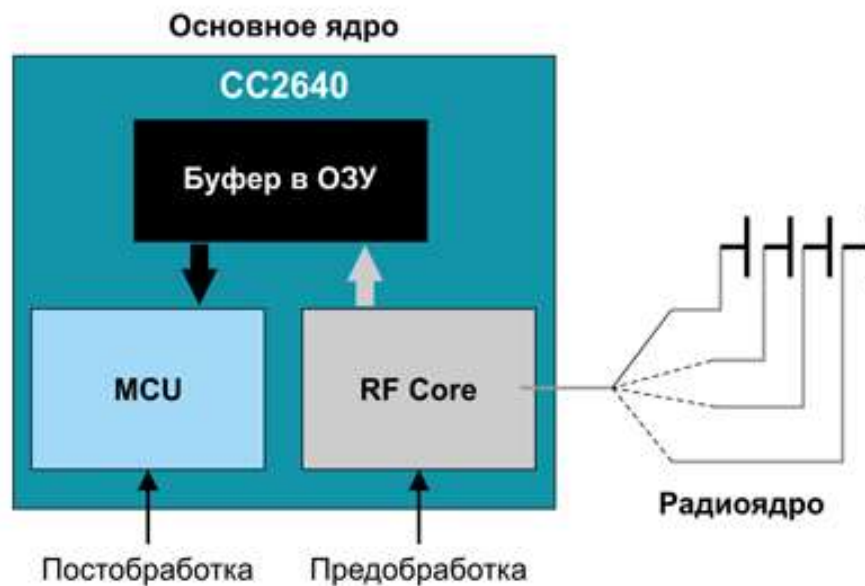 Основное ядро
CC2640
Буфер в ОЗУ
MCU
RF Core
Радиоядро
Постобработка
Предобработка